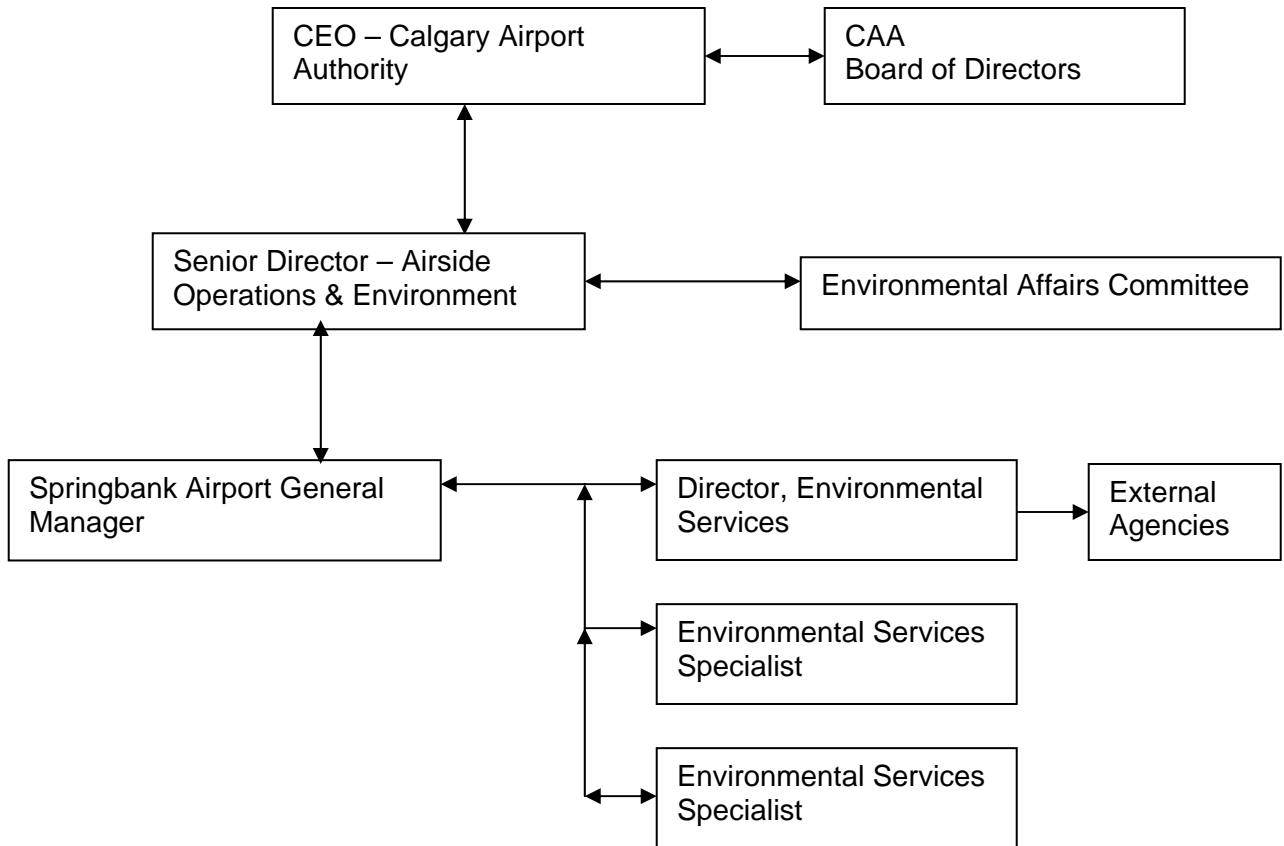 CEO – Calgary Airport
Authority
CAA
Board of Directors
Senior Director – Airside
Operations & Environment
Environmental Affairs Committee
Springbank Airport General
Manager
Director, Environmental
Services
External
Agencies
Environmental Services
Specialist
Environmental Services
Specialist